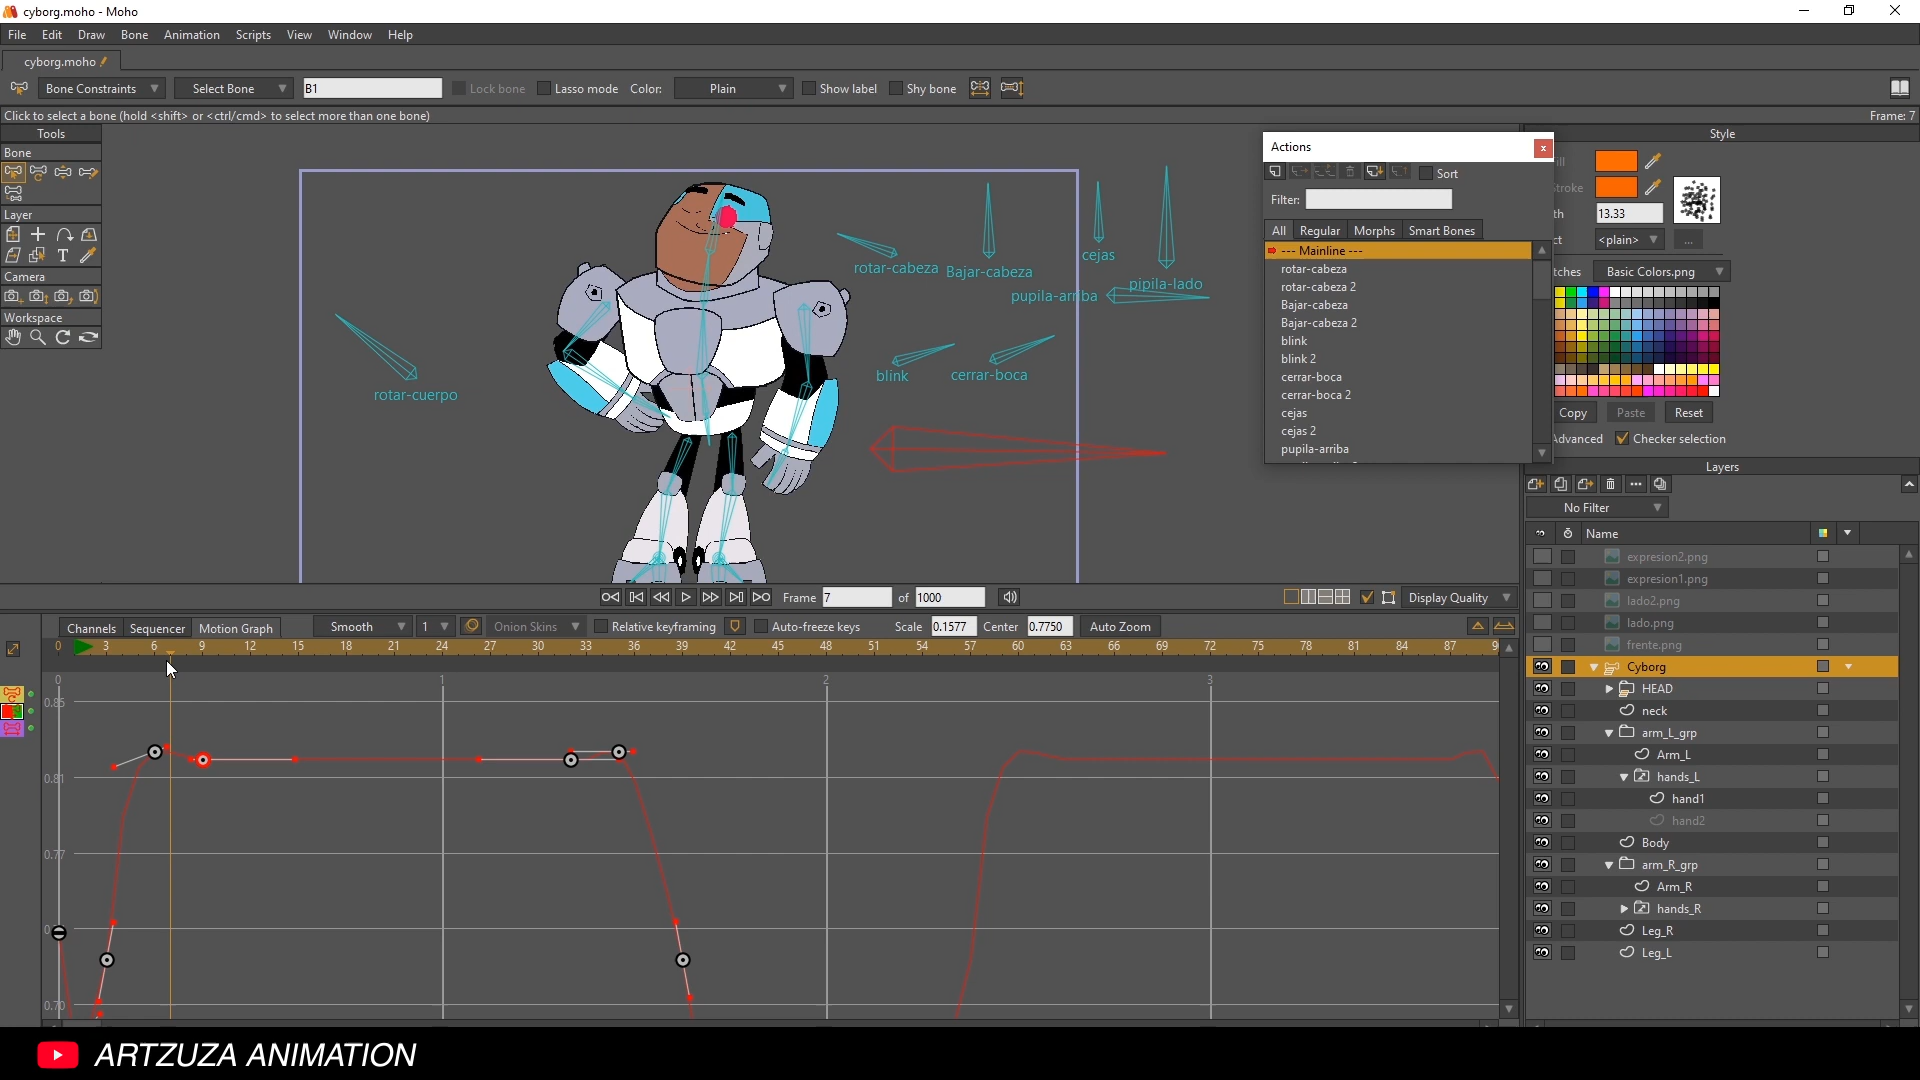 cyborg.moho - Moho
File Edit Draw Bone Animation Scripts View Window Help
cyborg.moho
Bone Constraints Select Bone B1 Lock bone Lasso mode Color: Plain Show label Shy bone
Click to select a bone (hold <shift> or <ctrl/cmd> to select more than one bone) Frame: 7
Tools
Bone
Layer
Camera
Workspace
rotar-cuerpo
rotar-cabeza
Bajar-cabeza
cejas
pipila-lado
pupila-arriba
blink
cerrar-boca
Actions
Sort
Filter:
All Regular Morphs Smart Bones
--- Mainline ---
rotar-cabeza
rotar-cabeza 2
Bajar-cabeza
Bajar-cabeza 2
blink
blink 2
cerrar-boca
cerrar-boca 2
cejas
cejas 2
pupila-arriba
Style
ill
troke
th 13.33
ct <plain> ...
tches Basic Colors.png
Copy Paste Reset
Advanced Checker selection
Layers
No Filter
Name
expresion2.png
expresion1.png
lado2.png
lado.png
frente.png
Cyborg
HEAD
neck
arm_L_grp
Arm_L
hands_L
hand1
hand2
Body
arm_R_grp
Arm_R
hands_R
Leg_R
Leg_L
Frame 7 of 1000 Display Quality
Channels Sequencer Motion Graph Smooth 1 Onion Skins Relative keyframing Auto-freeze keys Scale 0.1577 Center 0.7750 Auto Zoom
0 3 6 9 12 15 18 21 24 27 30 33 36 39 42 45 48 51 54 57 60 63 66 69 72 75 78 81 84 87 9
0 1 2 3
0.85
0.81
0.77
0.70
ARTZUZA ANIMATION